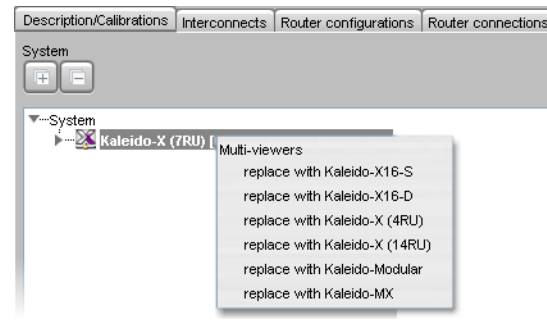 Description/Calibrations Interconnects Router configurations Router connections
System
System
Kaleido-X (7RU) [
Multi-viewers
replace with Kaleido-X16-S
replace with Kaleido-X16-D
replace with Kaleido-X (4RU)
replace with Kaleido-X (14RU)
replace with Kaleido-Modular
replace with Kaleido-MX